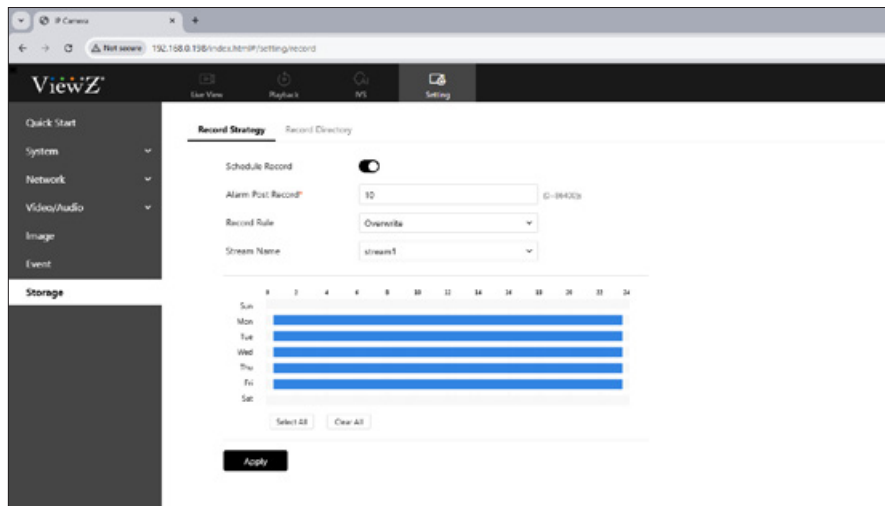 IP Camera
Not secure 192.168.0.198/index.html#/setting/record
ViewZ
Live View Playback IVS Setting
Quick Start
System
Network
Video/Audio
Image
Event
Storage
Record Strategy Record Directory
Schedule Record
Alarm Post Record* 10 (0~86400)s
Record Rule Overwrite
Stream Name stream1
0 2 4 6 8 10 12 14 16 18 20 22 24
Sun
Mon
Tue
Wed
Thu
Fri
Sat
Select All Clear All
Apply